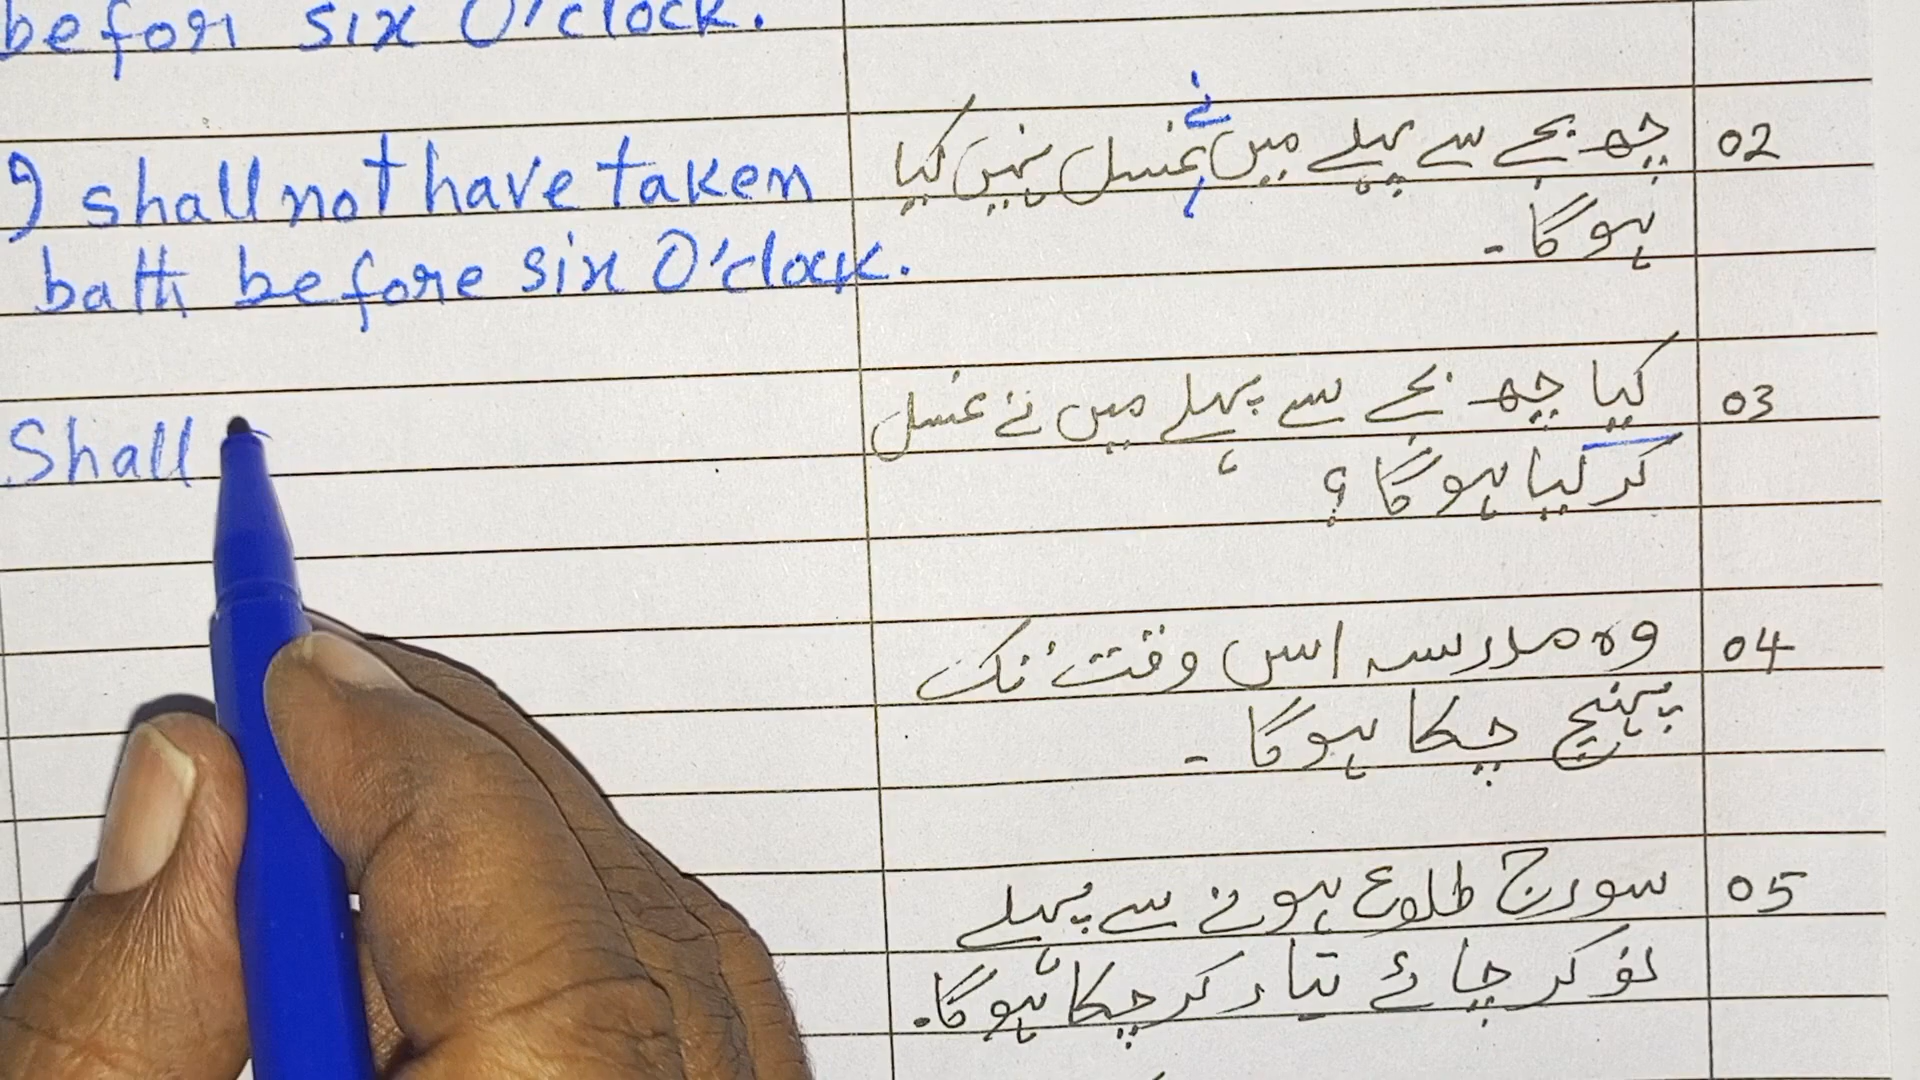 befor six O'clock.
02 چھ بجے سے پہلے میں نے غسل نہیں کیا
ہوگا۔
I shall not have taken
bath before six O'clock.
03 کیا چھ بجے سے پہلے میں نے غسل
کر کیا ہوگا؟
Shall
04 وہ مدرسہ اس وقت تک
پہنچ چکا ہوگا۔
05 سورج طلوع ہونے سے پہلے
نوکر چائے تیار کر چکا ہوگا۔